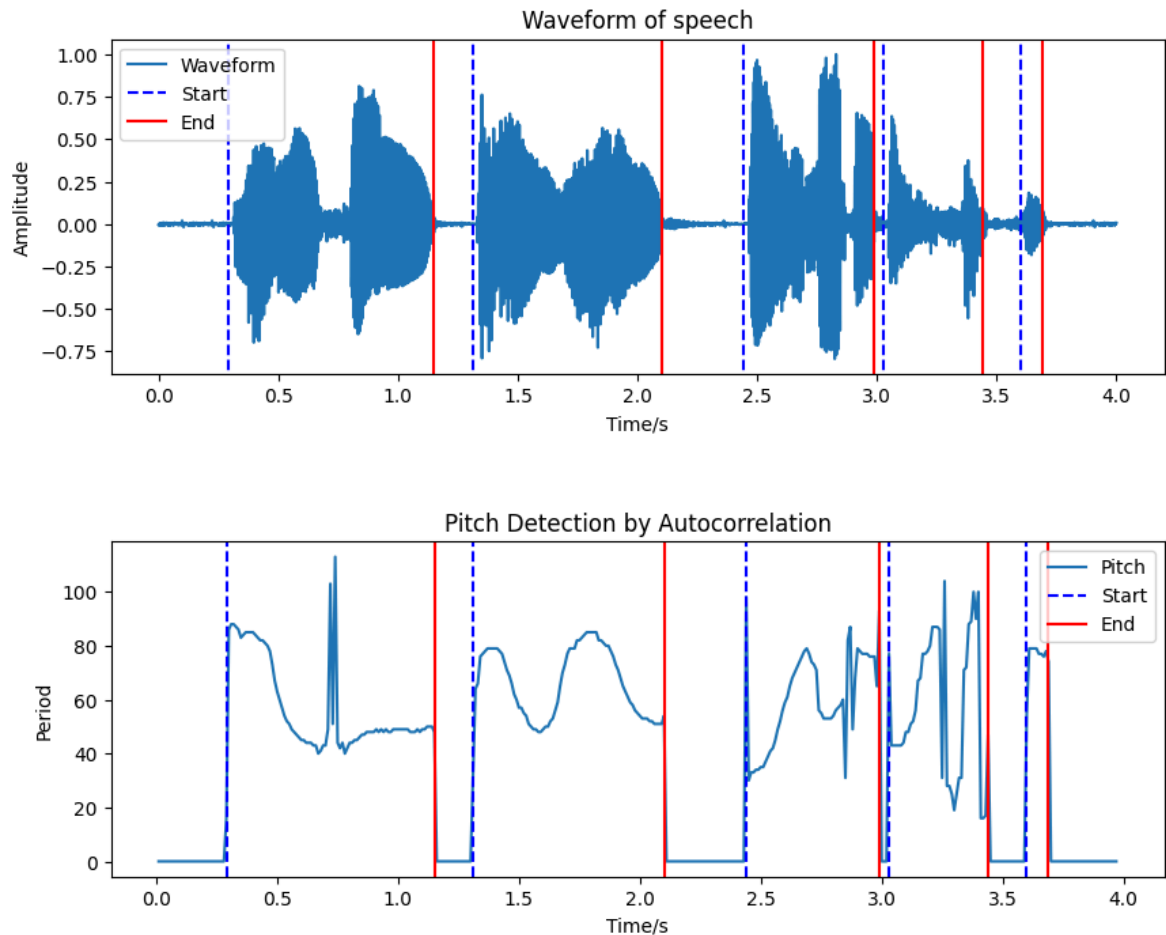 Waveform of speech
Waveform
Start
End
1.00
0.75
0.50
0.25
0.00
−0.25
−0.50
−0.75
Amplitude
0.0 0.5 1.0 1.5 2.0 2.5 3.0 3.5 4.0
Time/s
Pitch Detection by Autocorrelation
Pitch
Start
End
100
80
60
40
20
0
Period
0.0 0.5 1.0 1.5 2.0 2.5 3.0 3.5 4.0
Time/s